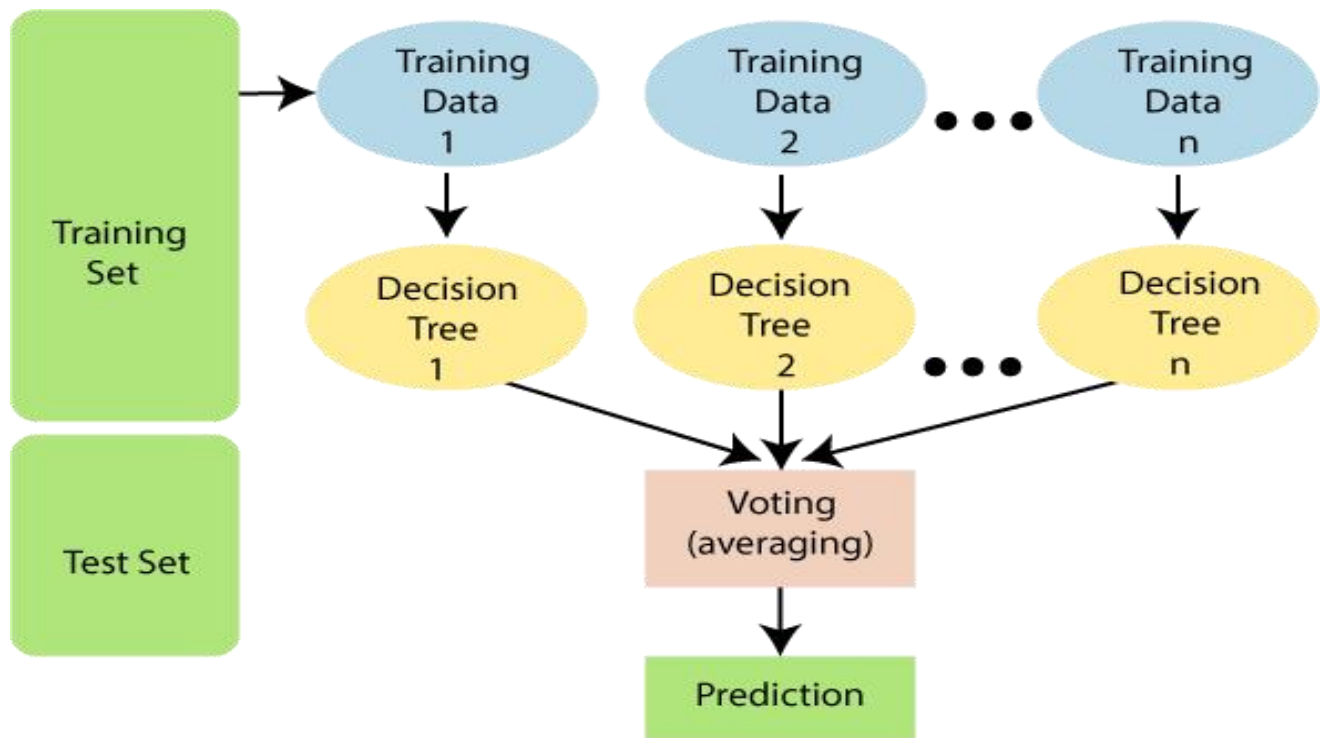 Training
Set
Test Set
Training
Data
1
Training
Data
2
Training
Data
n
Decision
Tree
1
Decision
Tree
2
Decision
Tree
n
Voting
(averaging)
Prediction